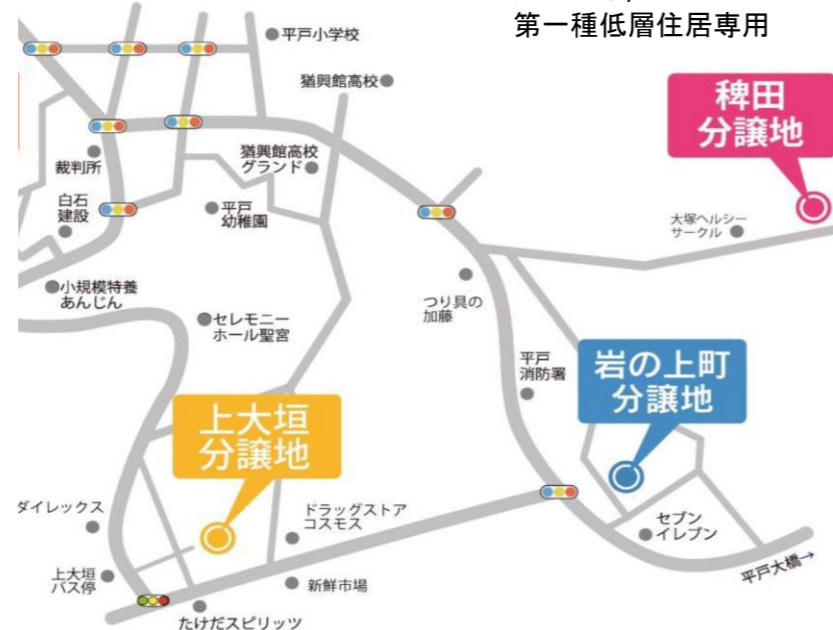 第一種低層住居専用
平戸小学校
猶興館高校
稗田
分譲地
裁判所
猶興館高校
グランド
白石
建設
平戸
幼稚園
大塚ヘルシー
サークル
小規模特養
あんじん
セレモニー
ホール聖宮
つり具の
加藤
平戸
消防署
岩の上町
分譲地
上大垣
分譲地
ダイレックス
ドラッグストア
コスモス
セブン
イレブン
上大垣
バス停
新鮮市場
平戸大橋→
たけだスピリッツ